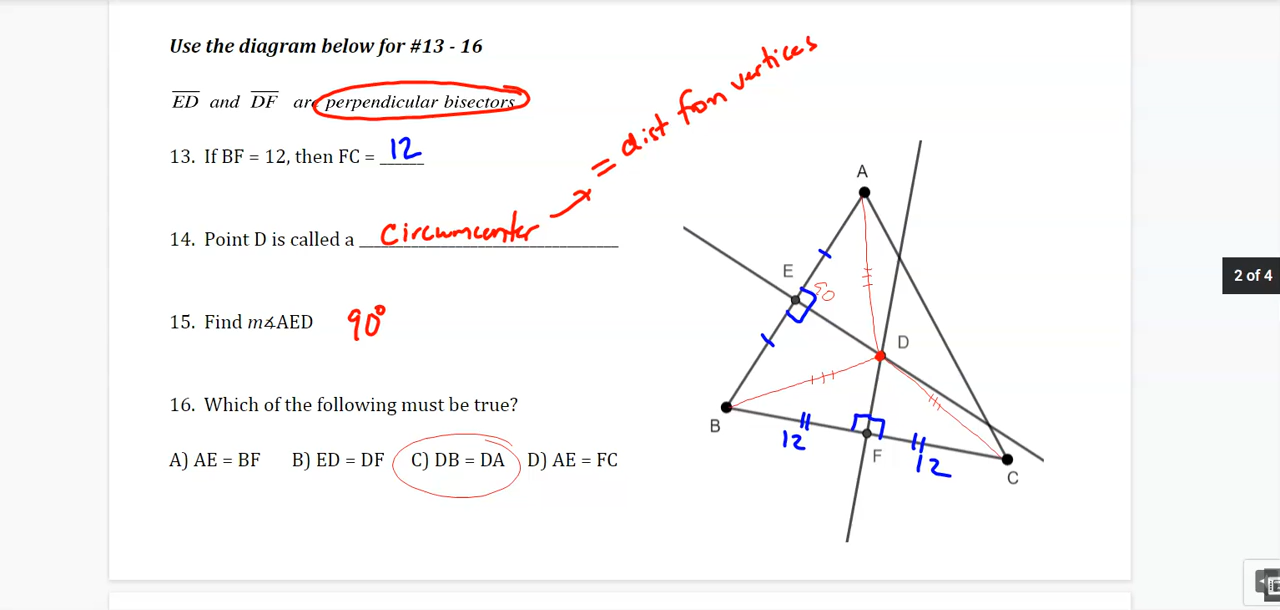 Use the diagram below for #13 - 16
= dist from vertices
ED and DF are perpendicular bisectors
13. If BF = 12, then FC = 12
14. Point D is called a Circumcenter
15. Find m∡AED 90°
16. Which of the following must be true?
A) AE = BF B) ED = DF C) DB = DA D) AE = FC
A
E
90
D
B
12
F
12
C
2 of 4